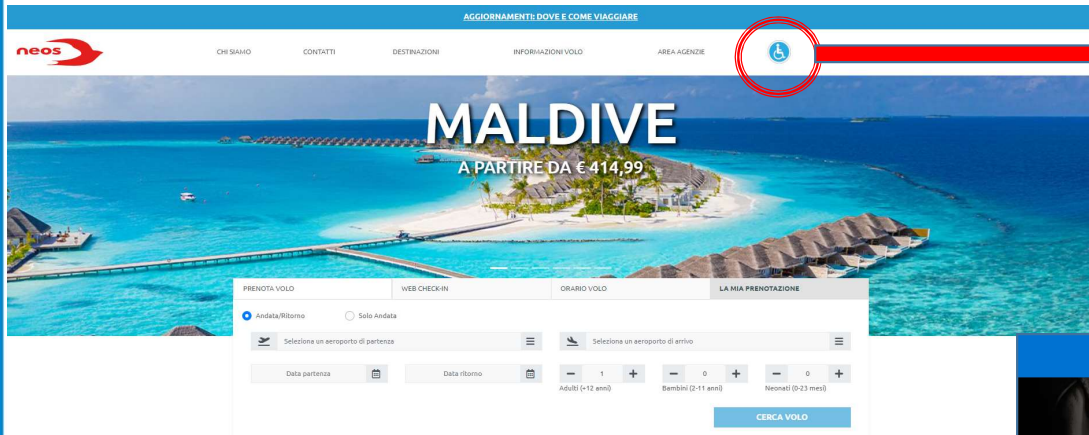 AGGIORNAMENTI: DOVE E COME VIAGGIARE
neos
CHI SIAMO
CONTATTI
DESTINAZIONI
INFORMAZIONI VOLO
AREA AGENZIE
MALDIVE
A PARTIRE DA € 414,99
PRENOTA VOLO
WEB CHECK-IN
ORARIO VOLO
LA MIA PRENOTAZIONE
Andata/Ritorno
Solo Andata
Seleziona un aeroporto di partenza
Seleziona un aeroporto di arrivo
Data partenza
Data ritorno
1
0
0
Adulti (+12 anni)
Bambini (2-11 anni)
Neonati (0-23 mesi)
CERCA VOLO